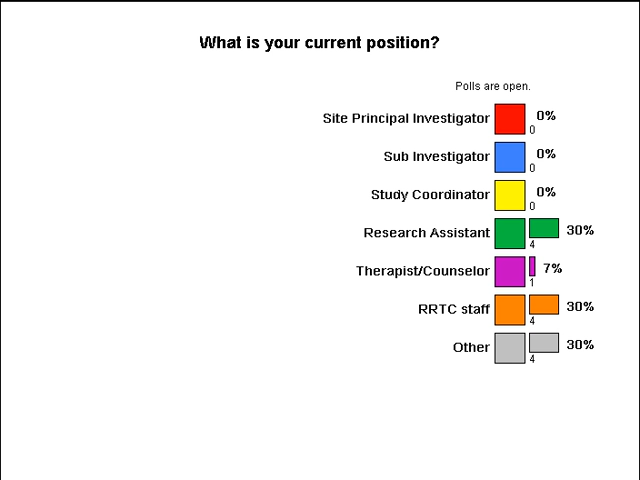 What is your current position?
Polls are open.
Site Principal Investigator 0%
0
Sub Investigator 0%
0
Study Coordinator 0%
0
Research Assistant 30%
4
Therapist/Counselor 7%
1
RRTC staff 30%
4
Other 30%
4